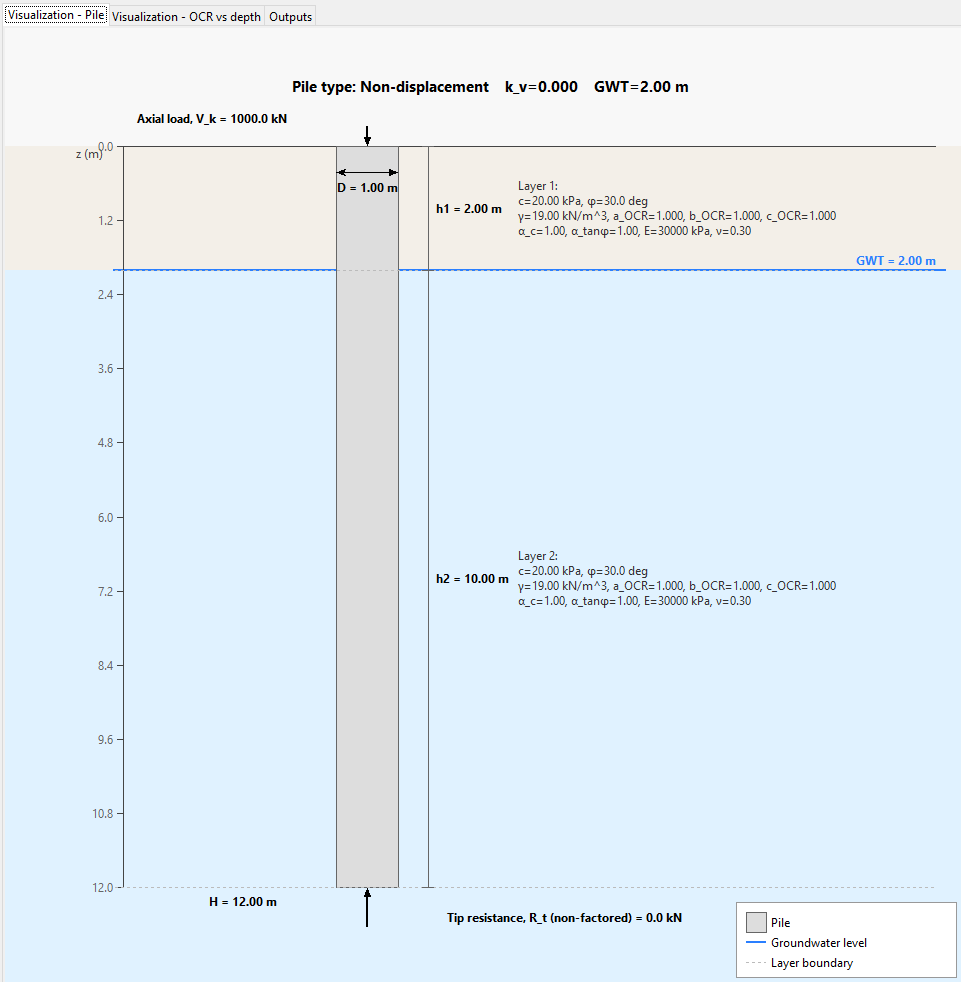 Visualization - Pile Visualization - OCR vs depth Outputs
Pile type: Non-displacement k_v=0.000 GWT=2.00 m
Axial load, V_k = 1000.0 kN
0.0
z (m)
D = 1.00 m
h1 = 2.00 m
Layer 1:
c=20.00 kPa, φ=30.0 deg
γ=19.00 kN/m^3, a_OCR=1.000, b_OCR=1.000, c_OCR=1.000
α_c=1.00, α_tanφ=1.00, E=30000 kPa, ν=0.30
1.2
GWT = 2.00 m
2.4
3.6
4.8
6.0
h2 = 10.00 m
Layer 2:
c=20.00 kPa, φ=30.0 deg
γ=19.00 kN/m^3, a_OCR=1.000, b_OCR=1.000, c_OCR=1.000
α_c=1.00, α_tanφ=1.00, E=30000 kPa, ν=0.30
7.2
8.4
9.6
10.8
12.0
H = 12.00 m
Tip resistance, R_t (non-factored) = 0.0 kN
Pile
Groundwater level
Layer boundary